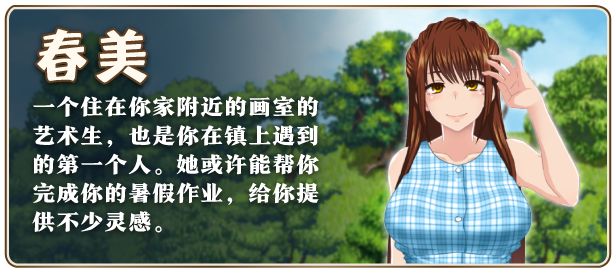 春美
一个住在你家附近的画室的
艺术生，也是你在镇上遇到
的第一个人。她或许能帮你
完成你的暑假作业，给你提
供不少灵感。